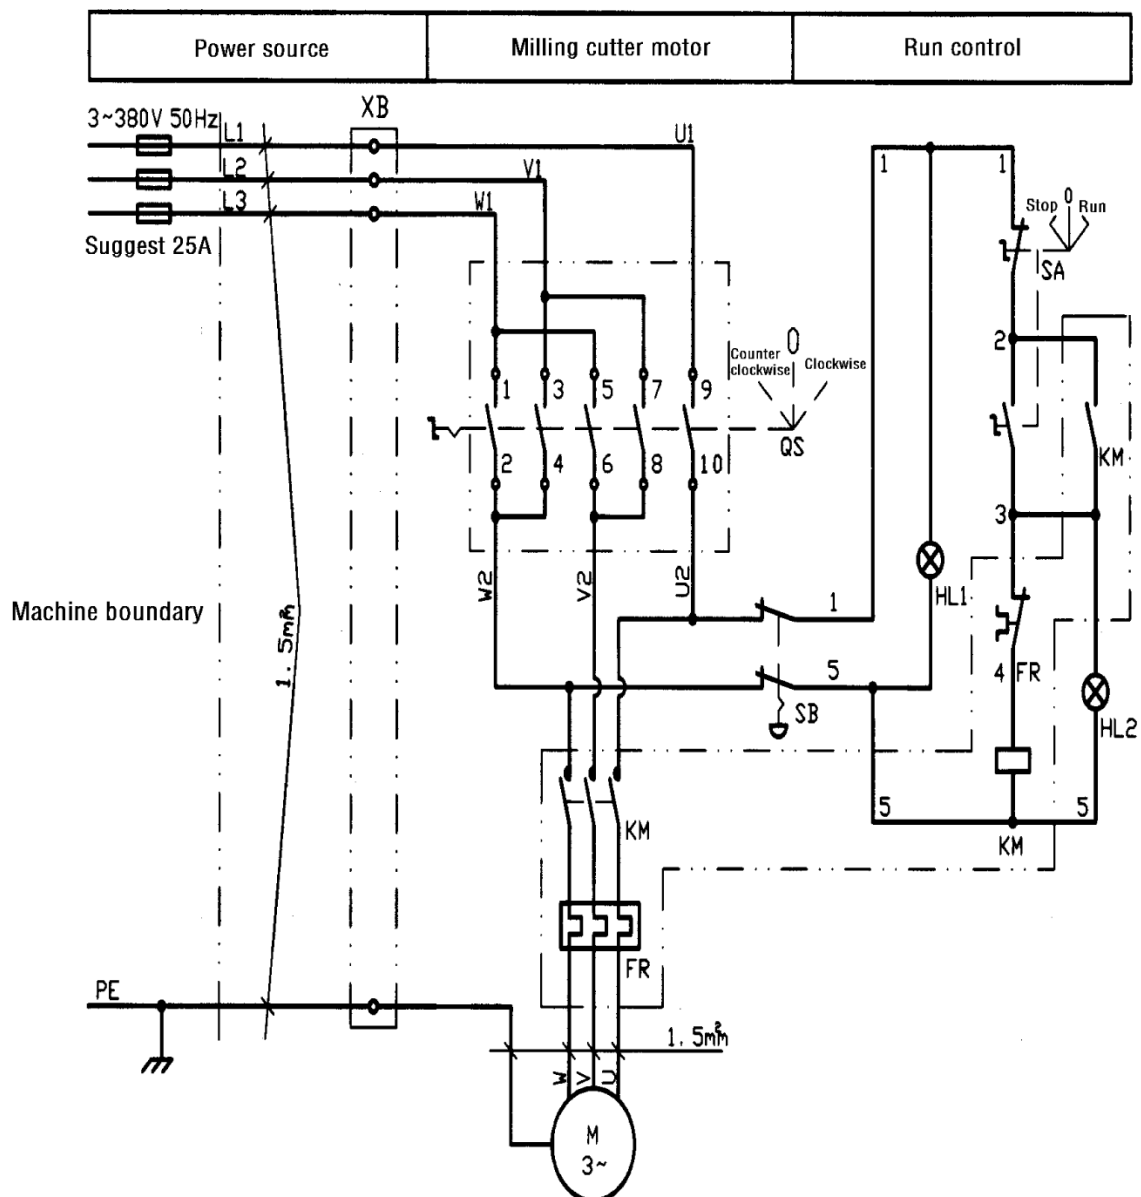 Power source
Milling cutter motor
Run control
3~380V 50Hz
XB
L1
U1
L2
V1
L3
W1
Suggest 25A
1
1
Stop 0 Run
SA
2
Counter clockwise
0
Clockwise
1 3 5 7 9
QS
2 4 6 8 10
KM
3
W2
V2
U2
HL1
Machine boundary
1.5mm²
1
5
SB
4 FR
HL2
KM
5
5
KM
FR
PE
1.5mm²
W V U
M
3~